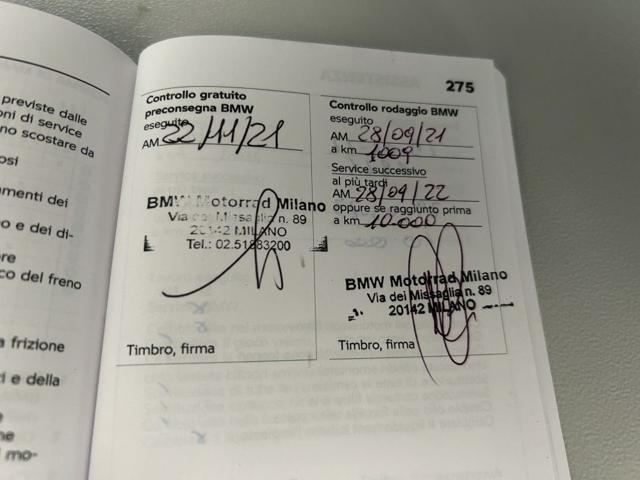 previste dalle
ni di service
no scostare da
osi
menti dei
o e dei di-
re
co del freno
a frizione
i e della
e
ne
mo-
275
Controllo gratuito
preconsegna BMW
eseguito
AM 22/11/21
BMW Motorrad Milano
Via dei Missaglia n. 89
20142 MILANO
Tel.: 02.51883200
Timbro, firma
Controllo rodaggio BMW
eseguito
AM 28/09/21
a km 1009
Service successivo
al più tardi
AM 28/09/22
oppure se raggiunto prima
a km 10.000
BMW Motorrad Milano
Via dei Missaglia n. 89
20142 MILANO
Timbro, firma